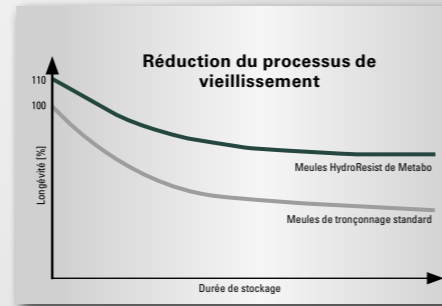 Réduction du processus de
vieillissement
110
100
Longévité [%]
Meules HydroResist de Metabo
Meules de tronçonnage standard
Durée de stockage